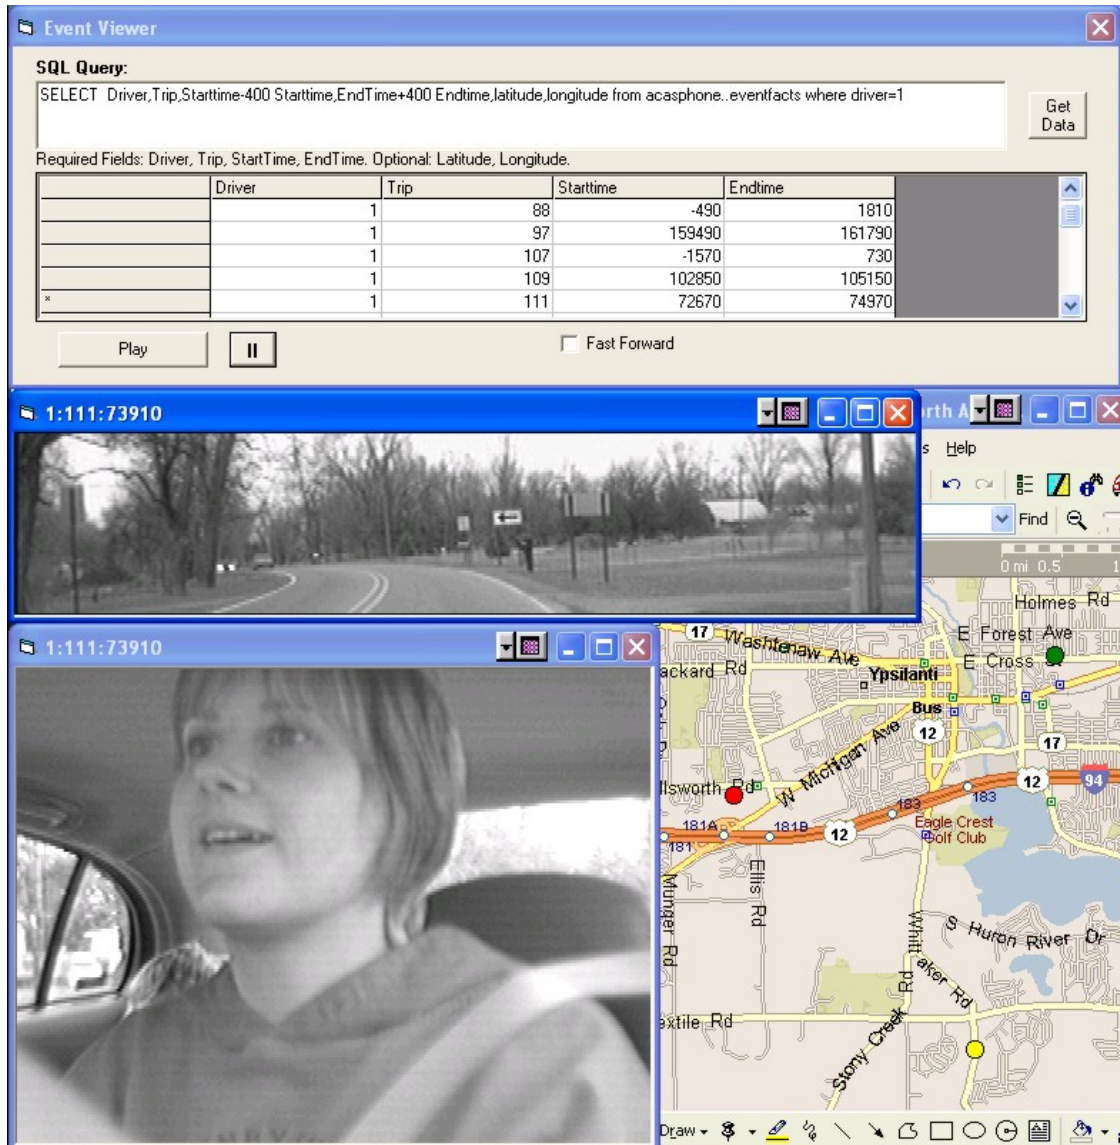 Event Viewer
SQL Query:
SELECT Driver,Trip,Starttime-400 Starttime,EndTime+400 Endtime,latitude,longitude from acasphone..eventfacts where driver=1
Get
Data
Required Fields: Driver, Trip, StartTime, EndTime. Optional: Latitude, Longitude.
Driver Trip Starttime Endtime
1 88 -490 1810
1 97 159490 161790
1 107 -1570 730
1 109 102850 105150
* 1 111 72670 74970
Play
Fast Forward
1:111:73910
orth A
s Help
Find
0 mi 0.5 1
1:111:73910
Holmes Rd
17
Washtenaw Ave
E Forest Ave
E Cross
ackard Rd
Ypsilanti
Bus
12
17
W Michigan Ave
llsworth Rd
12
94
183
183
181A
181B
12
181
Eagle Crest
Golf Club
Munger Rd
Ellis Rd
S Huron River Dr
Whittaker Rd
extile Rd
Stony Creek Rd
Draw